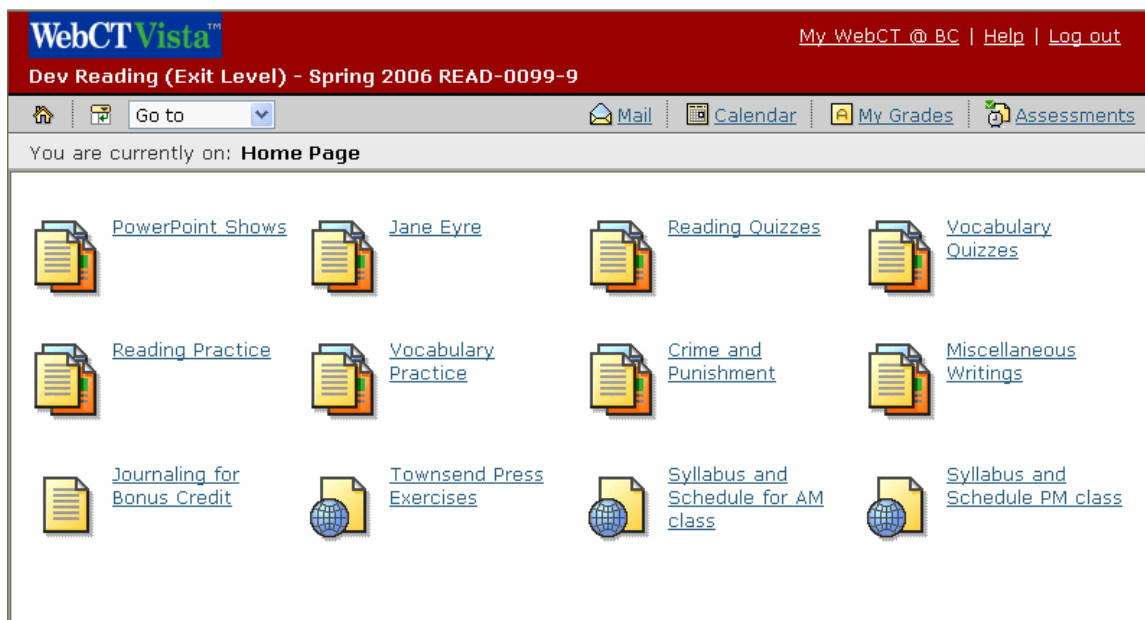 WebCT Vista™
My WebCT @ BC | Help | Log out
Dev Reading (Exit Level) - Spring 2006 READ-0099-9
Go to
Mail
Calendar
A My Grades
Assessments
You are currently on: Home Page
PowerPoint Shows
Jane Eyre
Reading Quizzes
Vocabulary
Quizzes
Reading Practice
Vocabulary
Practice
Crime and
Punishment
Miscellaneous
Writings
Journaling for
Bonus Credit
Townsend Press
Exercises
Syllabus and
Schedule for AM
class
Syllabus and
Schedule PM class